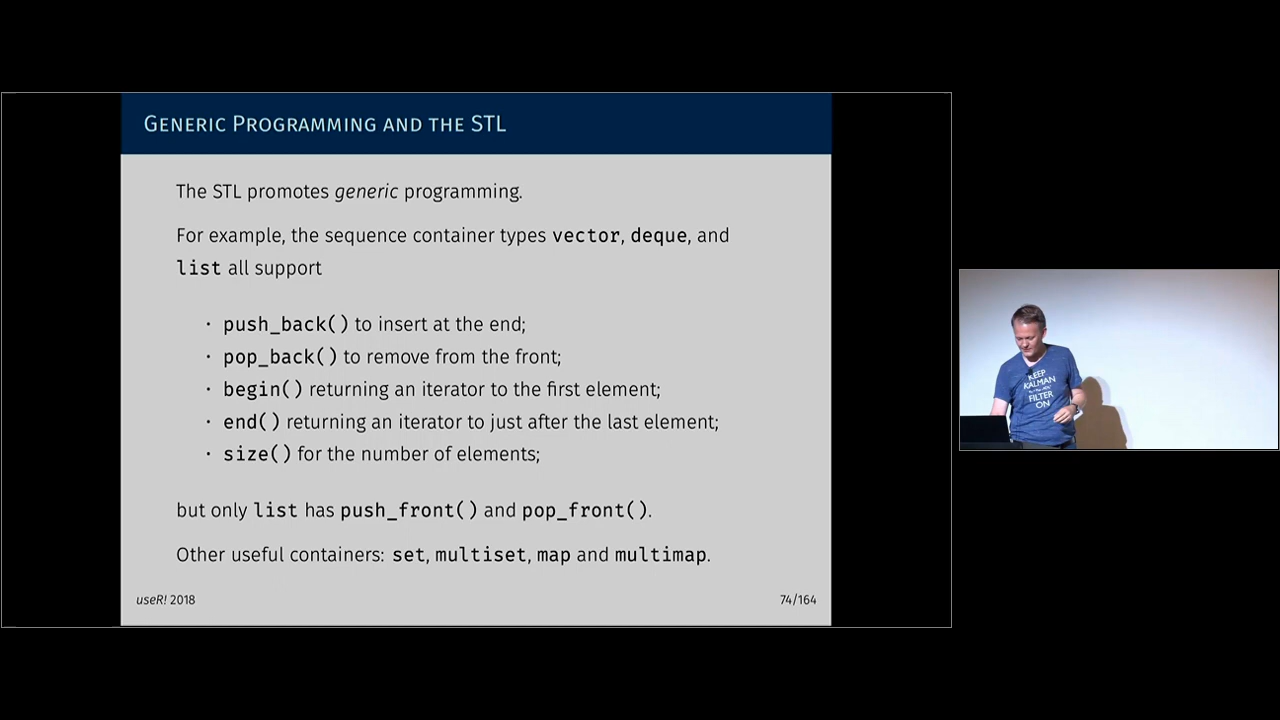 Generic Programming and the STL
The STL promotes generic programming.
For example, the sequence container types vector, deque, and
list all support
· push_back() to insert at the end;
· pop_back() to remove from the front;
· begin() returning an iterator to the first element;
· end() returning an iterator to just after the last element;
· size() for the number of elements;
but only list has push_front() and pop_front().
Other useful containers: set, multiset, map and multimap.
useR! 2018
74/164
KEEP
KALMAN
FILTER
ON